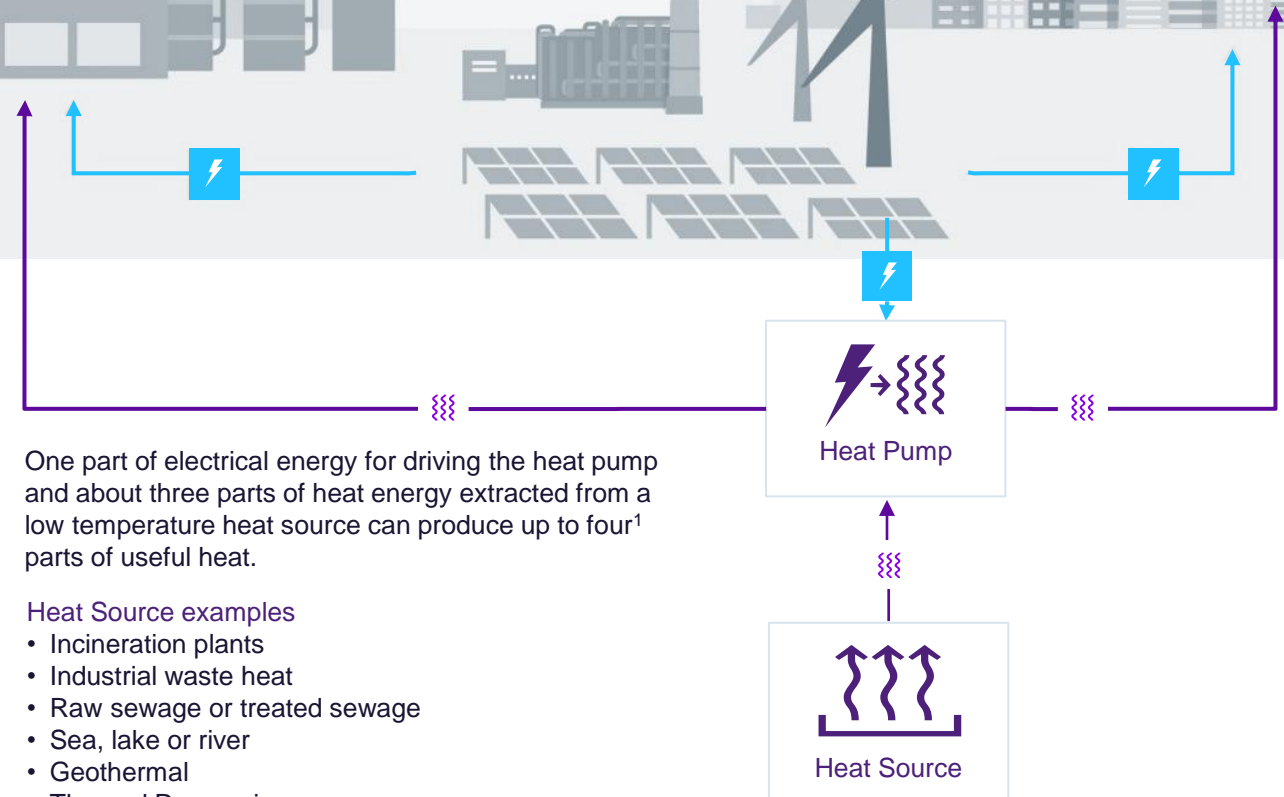 Heat Pump
One part of electrical energy for driving the heat pump
and about three parts of heat energy extracted from a
low temperature heat source can produce up to four¹
parts of useful heat.
Heat Source examples
• Incineration plants
• Industrial waste heat
• Raw sewage or treated sewage
• Sea, lake or river
• Geothermal
Heat Source